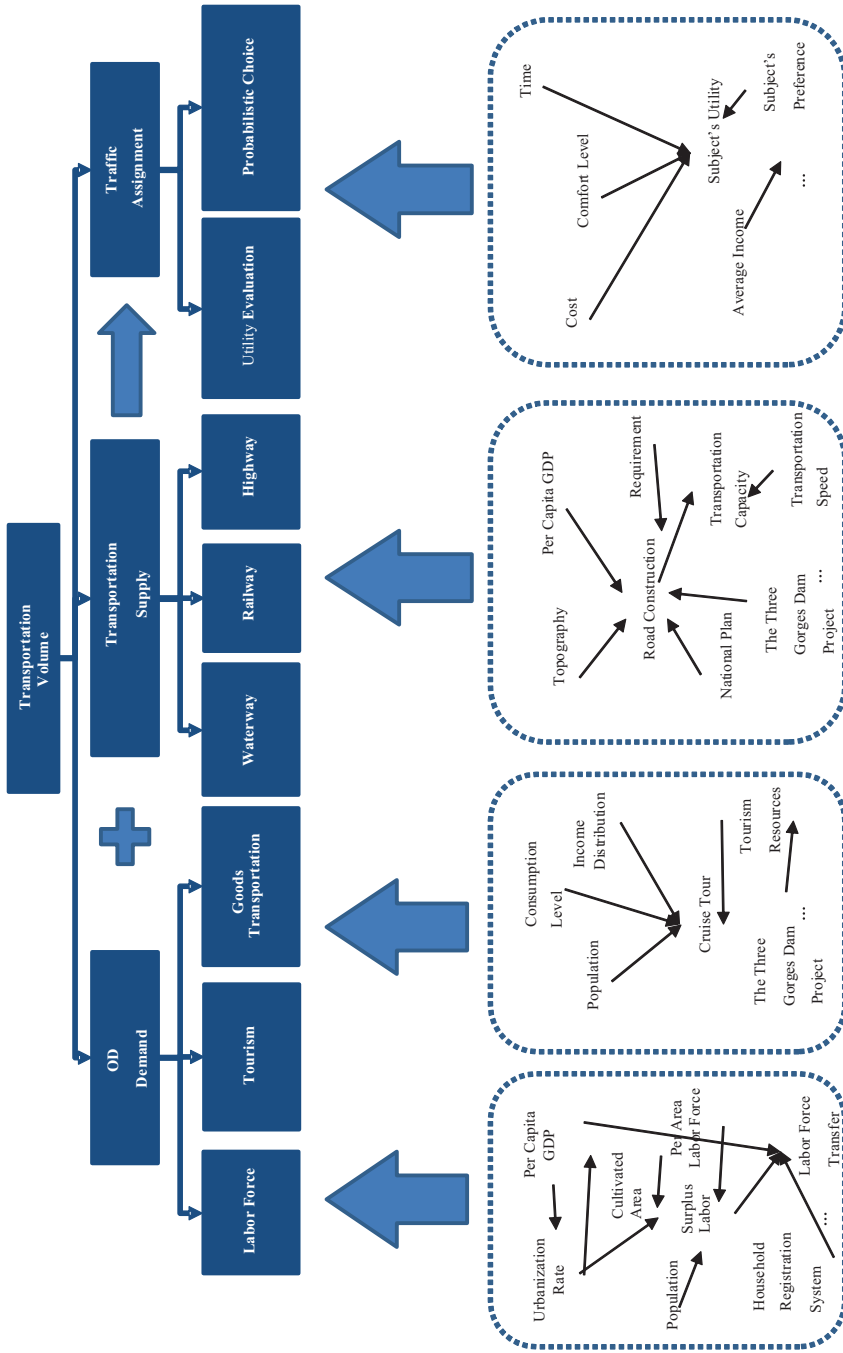 Transportation
Volume
OD
Demand
Transportation
Supply
Traffic
Assignment
Labor Force
Tourism
Goods
Transportation
Waterway
Railway
Highway
Utility Evaluation
Probabilistic Choice
Urbanization
Rate
Per Capita
GDP
Cultivated
Area
Per Area
Labor Force
Population
Surplus
Labor
Household
Registration
System
...
Labor Force
Transfer
Consumption
Level
Income
Distribution
Population
Cruise Tour
The Three
Gorges Dam
Project
...
Tourism
Resources
Topography
Per Capita GDP
Requirement
Road Construction
National Plan
Transportation
Capacity
The Three
Gorges Dam
Project
...
Transportation
Speed
Time
Comfort Level
Cost
Subject's Utility
Average Income
Subject's
Preference
...